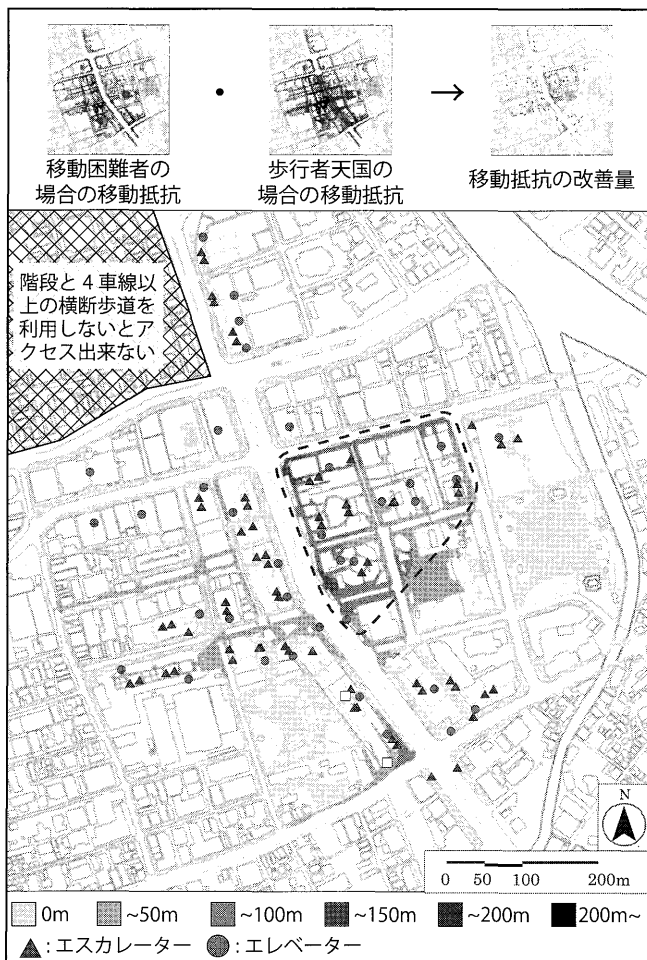 移動困難者の
場合の移動抵抗
・
歩行者天国の
場合の移動抵抗
→
移動抵抗の改善量
階段と4車線以
上の横断歩道を
利用しないとア
クセス出来ない
N
0 50 100 200m
0m ~50m ~100m ~150m ~200m 200m~
▲:エスカレーター ●:エレベーター